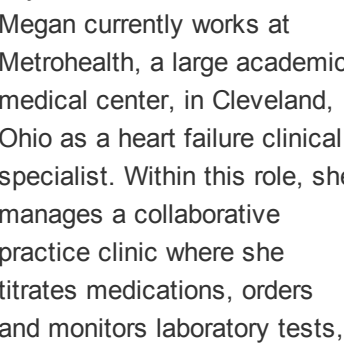 Megan currently works at
Metrohealth, a large academic
medical center, in Cleveland,
Ohio as a heart failure clinical
specialist. Within this role, she
manages a collaborative
practice clinic where she
titrates medications, orders
and monitors laboratory tests,